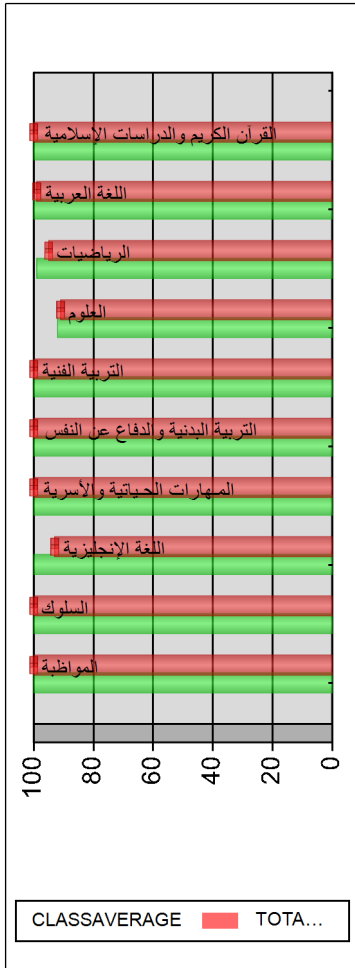 القرآن الكريم والدراسات الإسلامية
اللغة العربية
الرياضيات
العلوم
التربية الفنية
التربية البدنية والدفاع عن النفس
المهارات الحياتية والأسرية
اللغة الإنجليزية
السلوك
المواظبة
100 80 60 40 20 0
CLASSAVERAGE TOTA...